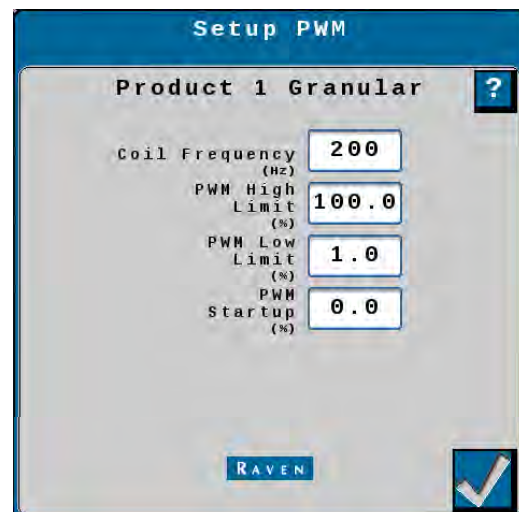 Setup PWM
Product 1 Granular
?
Coil Frequency
(Hz)
200
PWM High
Limit
(%)
100.0
PWM Low
Limit
(%)
1.0
PWM
Startup
(%)
0.0
RAVEN